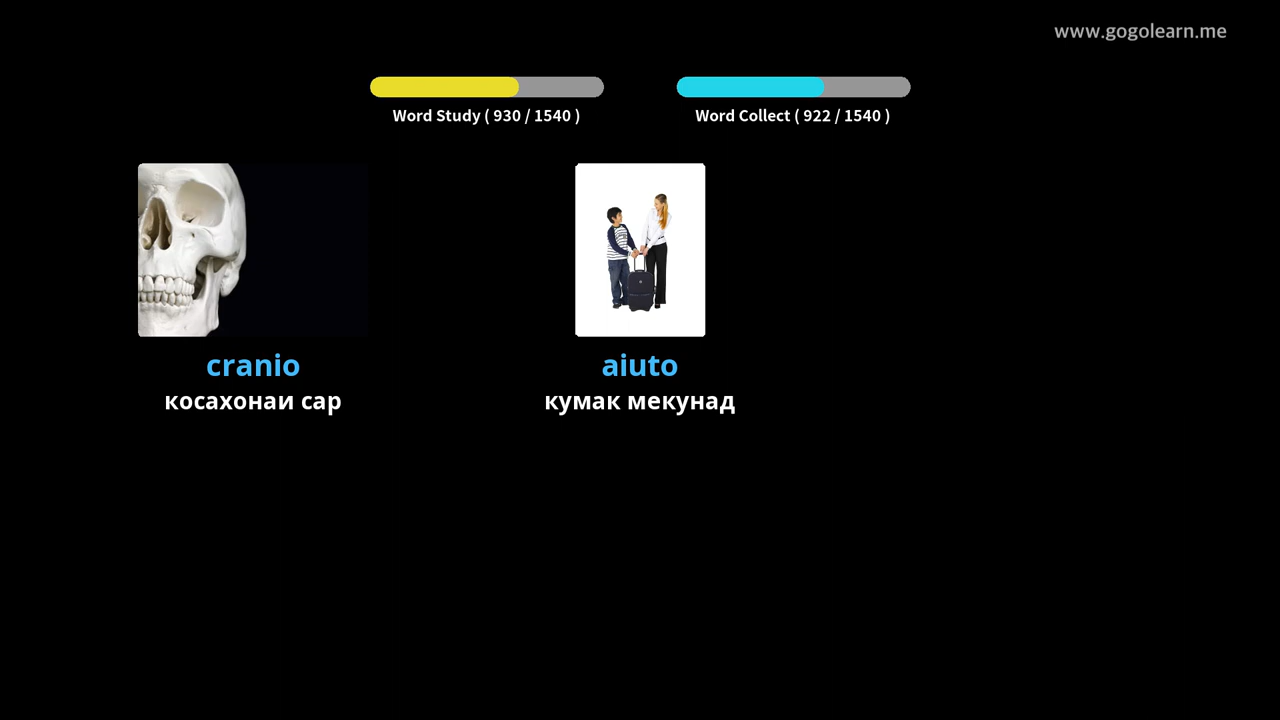 www.gogolearn.me
Word Study ( 930 / 1540 )
Word Collect ( 922 / 1540 )
cranio
косахонаи сар
aiuto
кумак мекунад